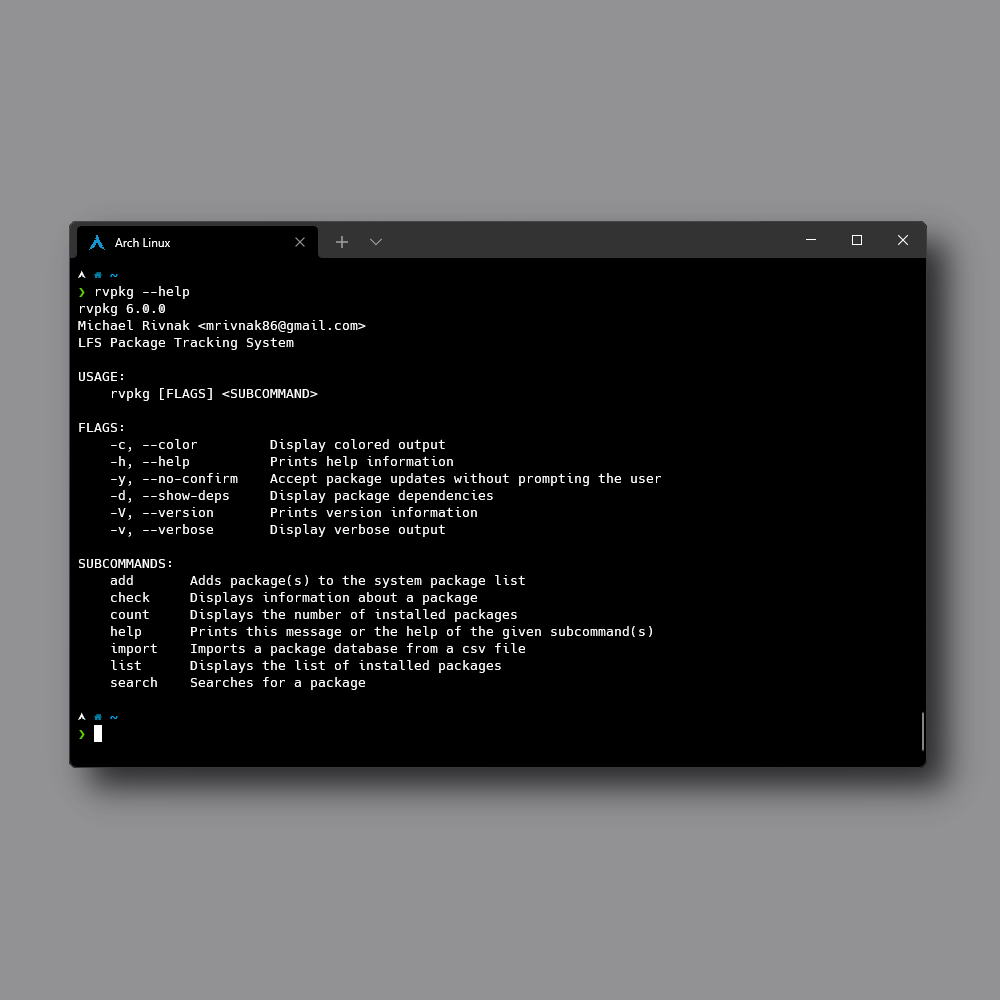 Arch Linux
~
❯ rvpkg --help
rvpkg 6.0.0
Michael Rivnak <mrivnak86@gmail.com>
LFS Package Tracking System
USAGE:
    rvpkg [FLAGS] <SUBCOMMAND>
FLAGS:
    -c, --color         Display colored output
    -h, --help          Prints help information
    -y, --no-confirm    Accept package updates without prompting the user
    -d, --show-deps     Display package dependencies
    -V, --version       Prints version information
    -v, --verbose       Display verbose output
SUBCOMMANDS:
    add       Adds package(s) to the system package list
    check     Displays information about a package
    count     Displays the number of installed packages
    help      Prints this message or the help of the given subcommand(s)
    import    Imports a package database from a csv file
    list      Displays the list of installed packages
    search    Searches for a package
~
❯